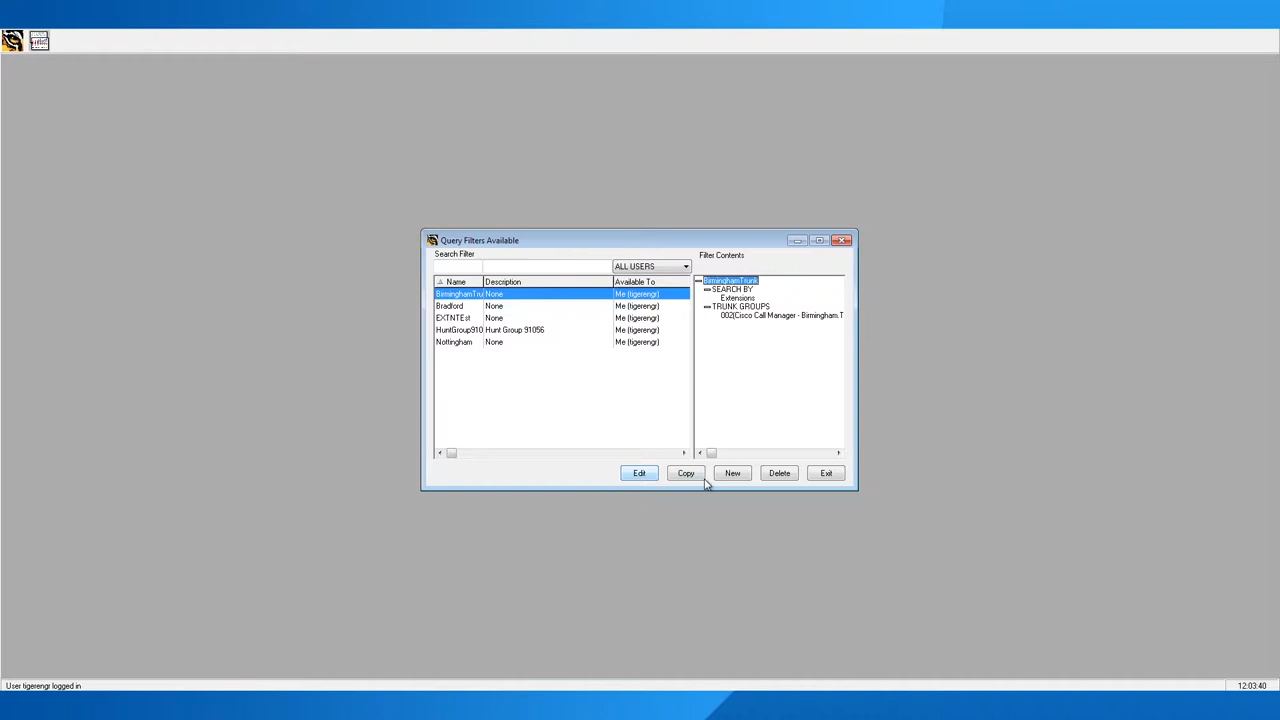 Query Filters Available
Search Filter
Filter Contents
ALL USERS
Name Description Available To
BirminghamTru None Me (tigerengr)
Bradford None Me (tigerengr)
EXTNTEst None Me (tigerengr)
HuntGroup910 Hunt Group 91056 Me (tigerengr)
Nottingham None Me (tigerengr)
BirminghamTrunk
SEARCH BY
Extensions
TRUNK GROUPS
002(Cisco Call Manager - Birmingham.T
Edit Copy New Delete Exit
User tigerengr logged in
12:03:40